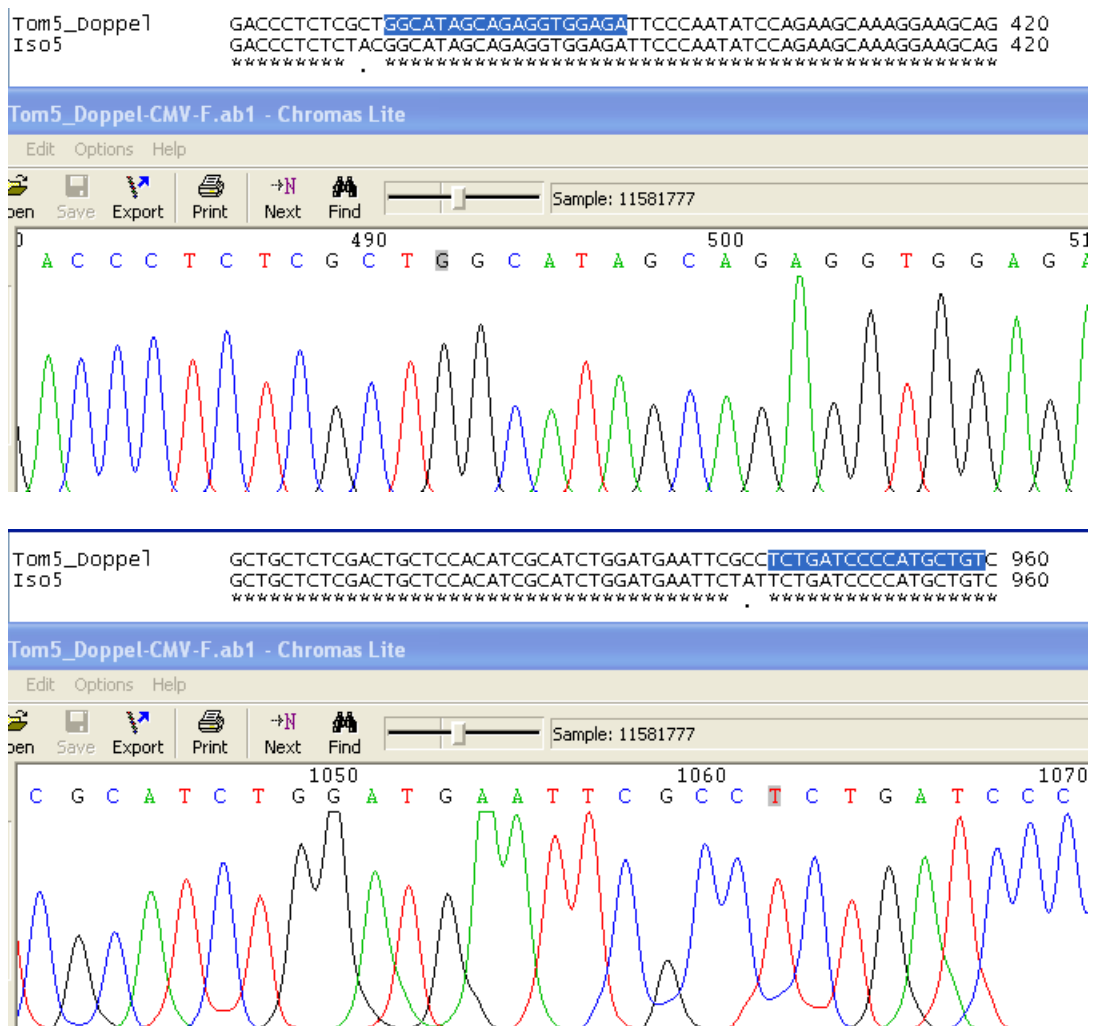 Tom5_Doppel GACCCTCTCGCTGGCATAGCAGAGGTGGAGATTCCCAATATCCAGAAGCAAAGGAAGCAG 420
Iso5 GACCCTCTCTACGGCATAGCAGAGGTGGAGATTCCCAATATCCAGAAGCAAAGGAAGCAG 420
********* . ************************************************
Tom5_Doppel-CMV-F.ab1 - Chromas Lite
Edit Options Help
pen Save Export Print Next Find Sample: 11581777
490 500 51
A C C C T C T C G C T G G C A T A G C A G A G G T G G A G A
Tom5_Doppel GCTGCTCTCGACTGCTCCACATCGCATCTGGATGAATTCGCCTCTGATCCCCATGCTGTC 960
Iso5 GCTGCTCTCGACTGCTCCACATCGCATCTGGATGAATTCTATTCTGATCCCCATGCTGTC 960
*************************************** . ******************
Tom5_Doppel-CMV-F.ab1 - Chromas Lite
Edit Options Help
pen Save Export Print Next Find Sample: 11581777
1050 1060 1070
C G C A T C T G G A T G A A T T C G C C T C T G A T C C C